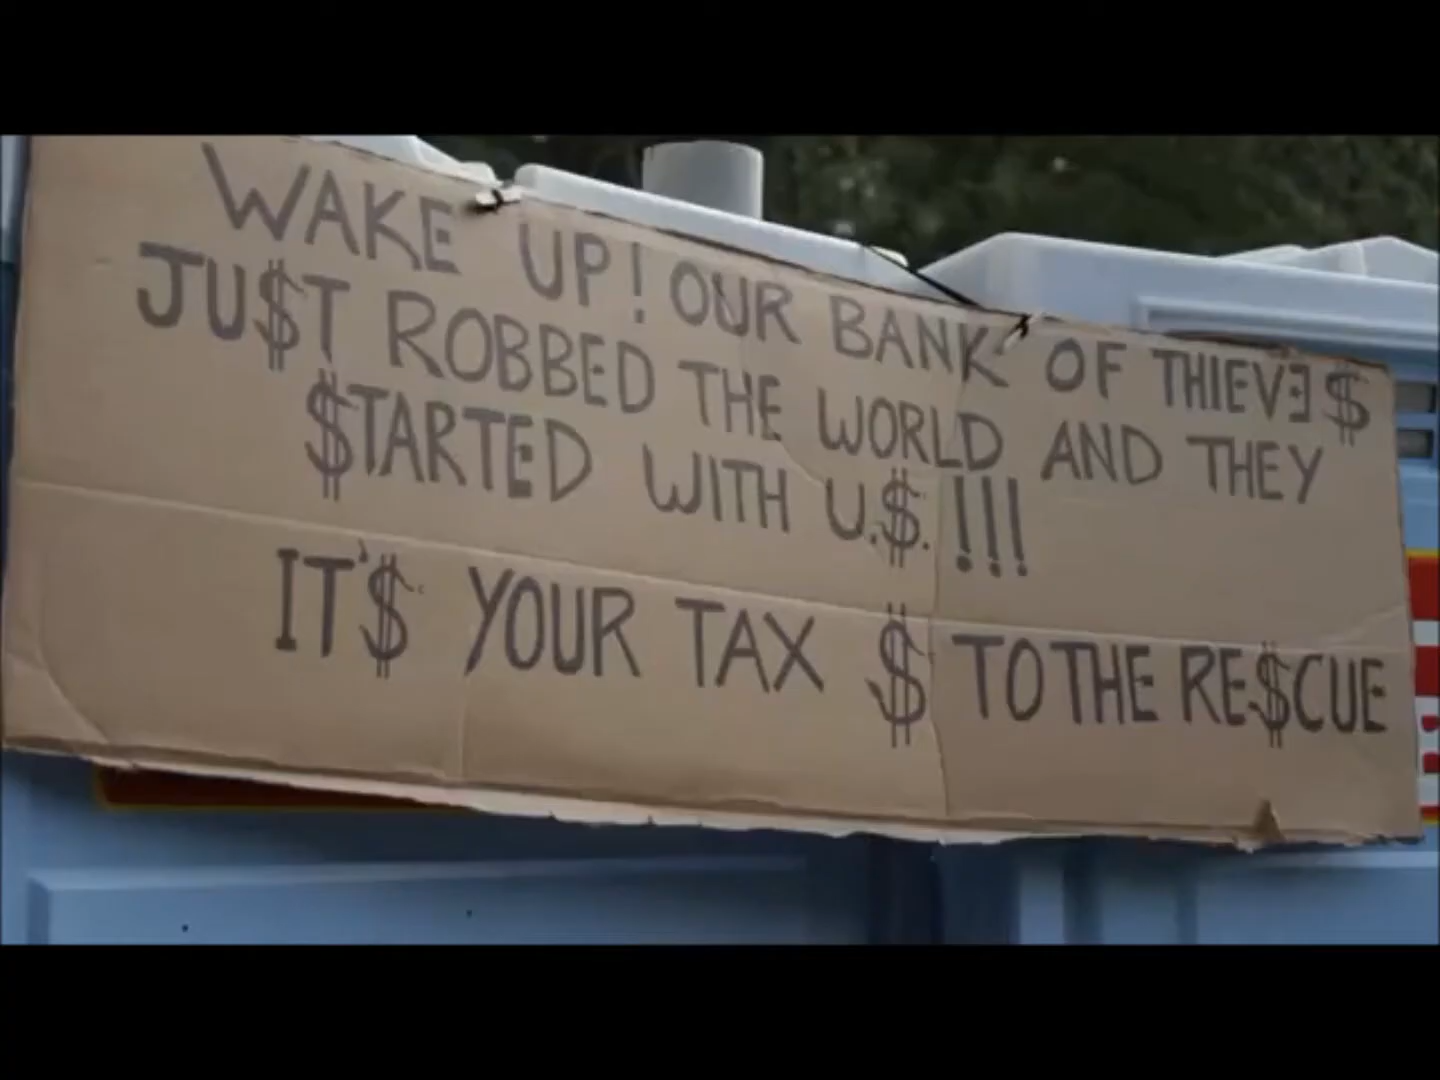 WAKE UP! OUR BANK OF THIEVE$
JU$T ROBBED THE WORLD AND THEY
$TARTED WITH U.$. !!!
IT'$ YOUR TAX $ TO THE RE$CUE